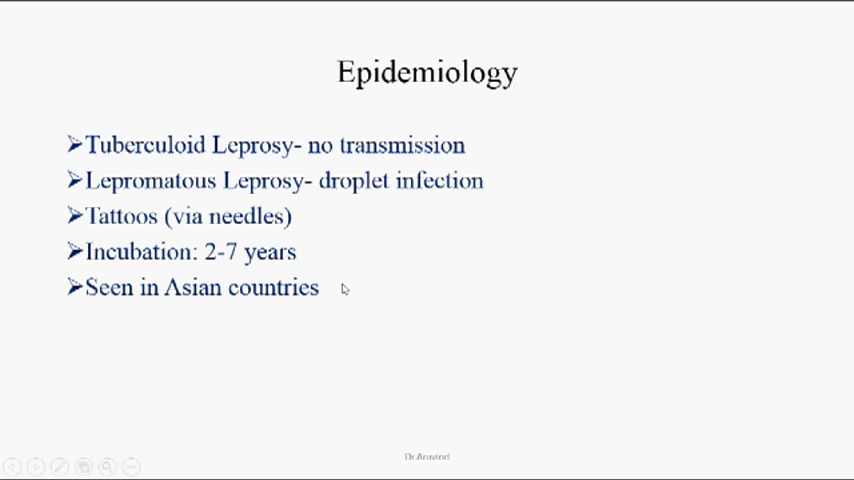 Epidemiology
➢Tuberculoid Leprosy- no transmission
➢Lepromatous Leprosy- droplet infection
➢Tattoos (via needles)
➢Incubation: 2-7 years
➢Seen in Asian countries
Dr.Aravind